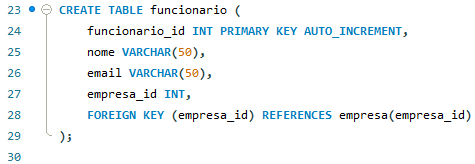 23 CREATE TABLE funcionario (
24 funcionario_id INT PRIMARY KEY AUTO_INCREMENT,
25 nome VARCHAR(50),
26 email VARCHAR(50),
27 empresa_id INT,
28 FOREIGN KEY (empresa_id) REFERENCES empresa(empresa_id)
29 );
30